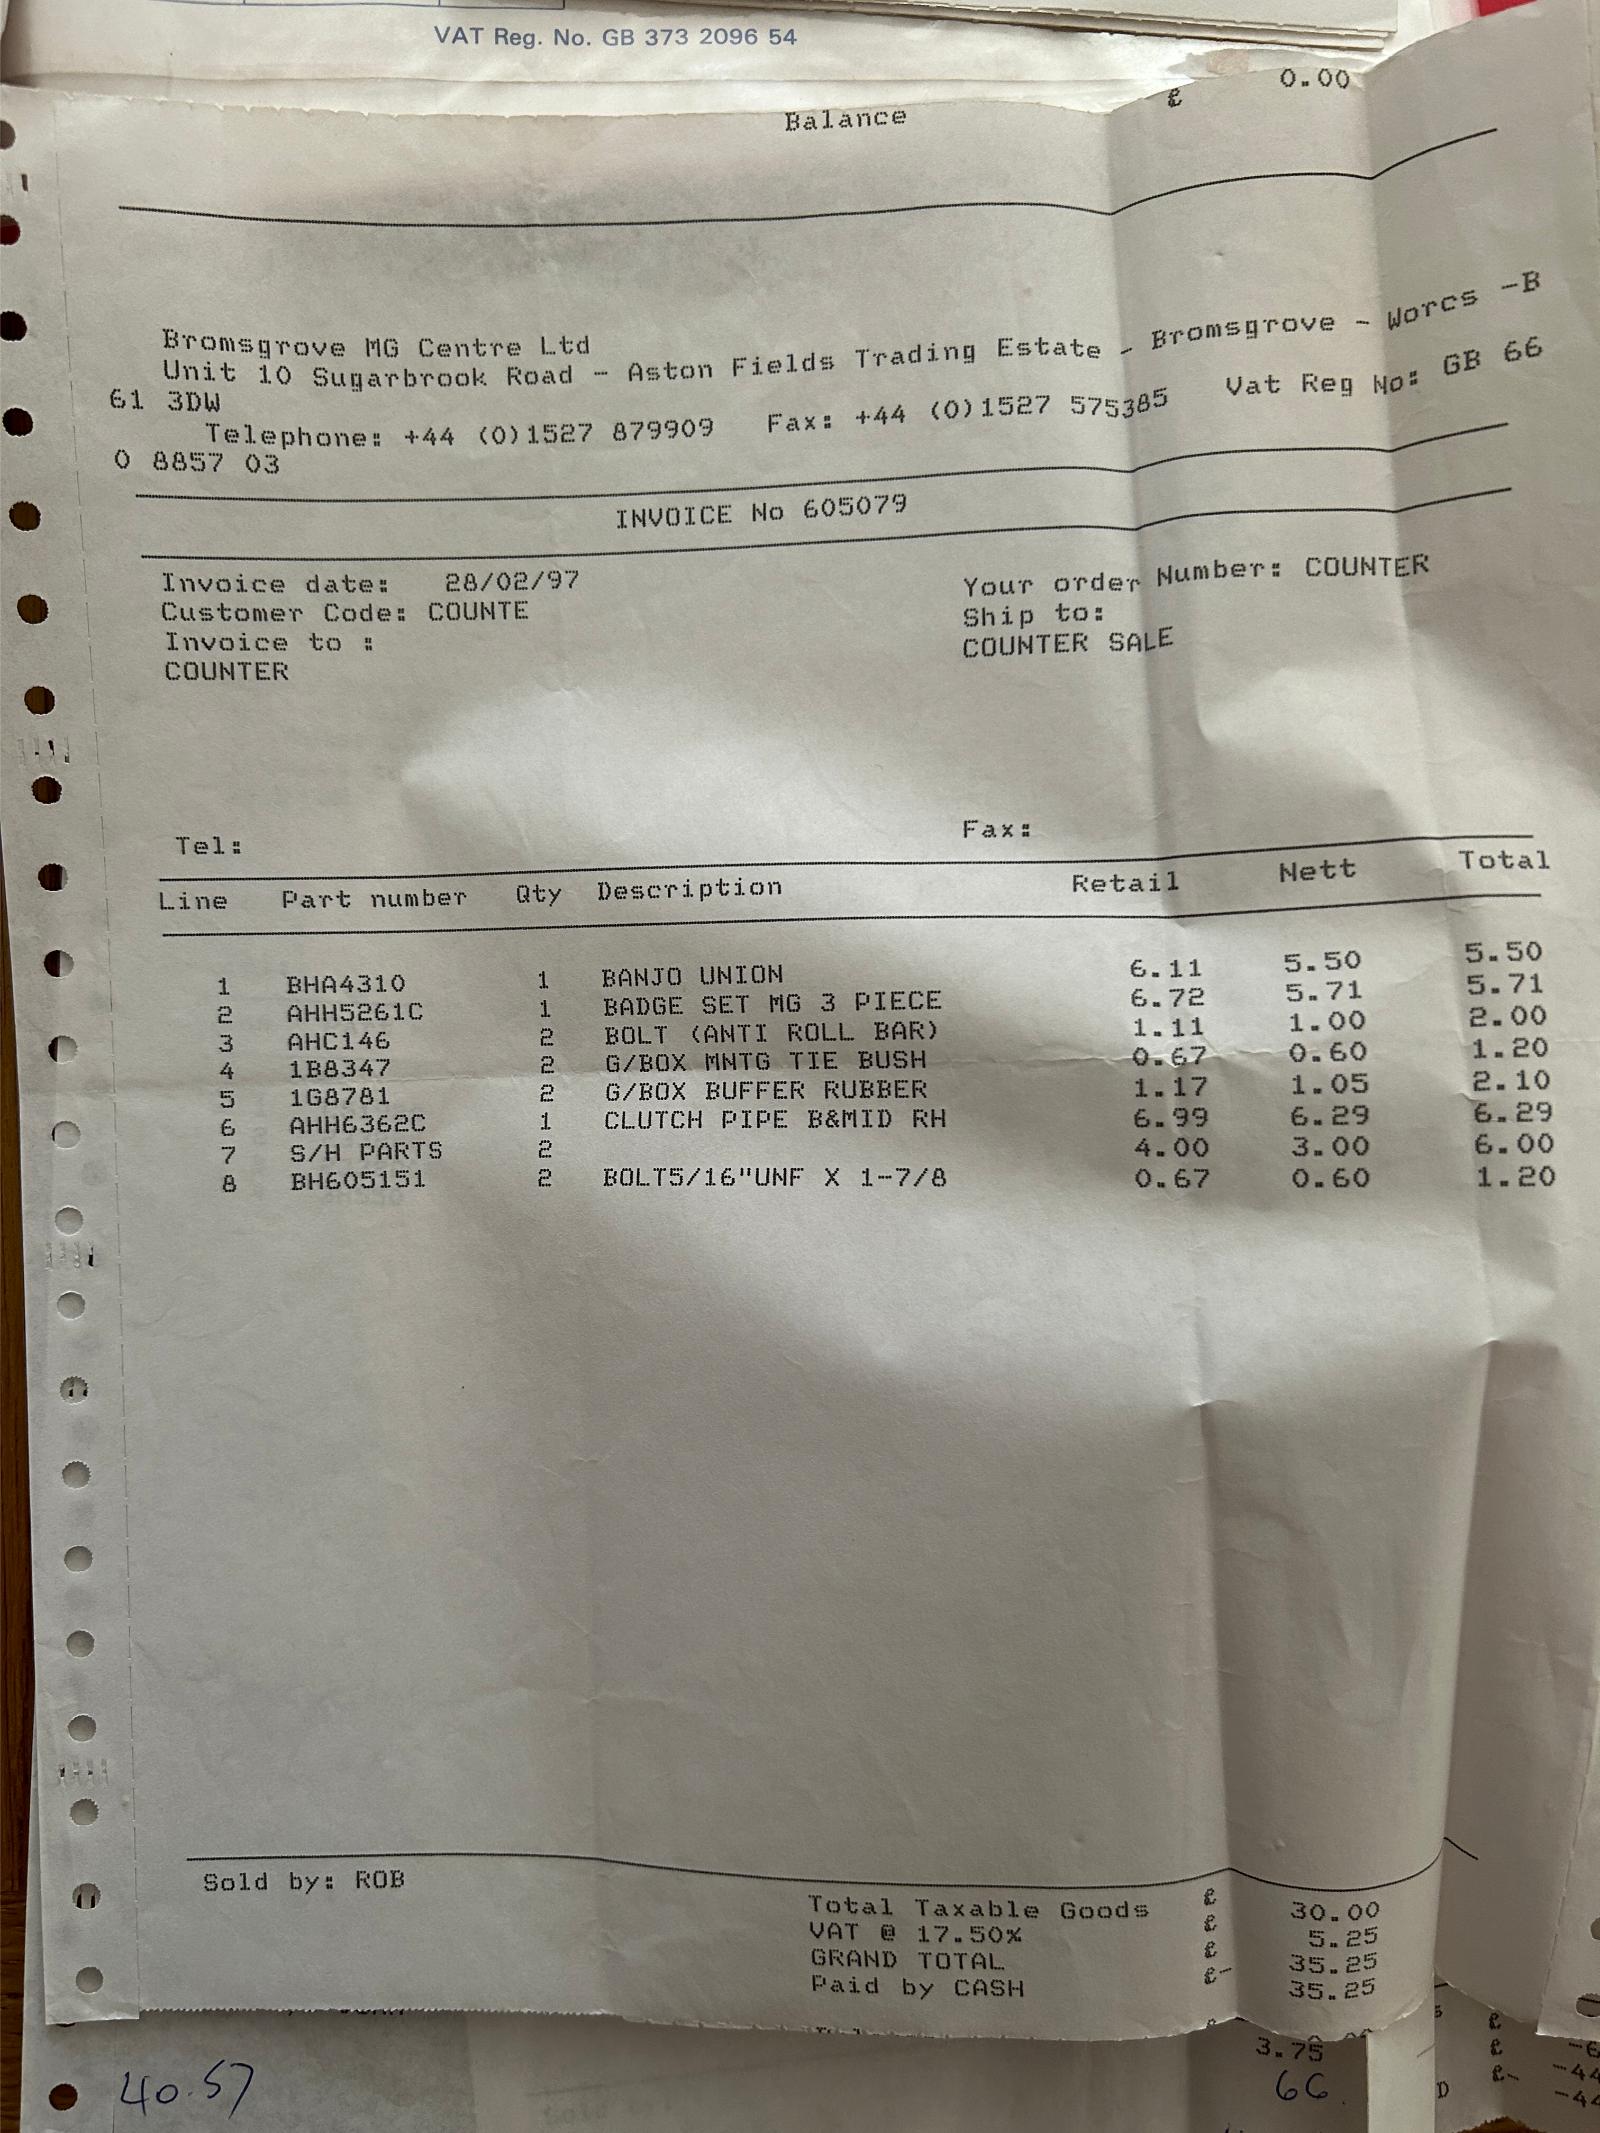 VAT Reg. No. GB 373 2096 54
Balance £ 0.00
Bromsgrove MG Centre Ltd
Unit 10 Sugarbrook Road - Aston Fields Trading Estate - Bromsgrove - Worcs -B
61 3DW
Telephone: +44 (0)1527 879909 Fax: +44 (0)1527 575385 Vat Reg No: GB 66
0 8857 03
INVOICE No 605079
Invoice date: 28/02/97 Your order Number: COUNTER
Customer Code: COUNTE Ship to:
Invoice to : COUNTER SALE
COUNTER
Tel: Fax:
Line Part number Qty Description Retail Nett Total
1 BHA4310 1 BANJO UNION 6.11 5.50 5.50
2 AHH5261C 1 BADGE SET MG 3 PIECE 6.72 5.71 5.71
3 AHC146 2 BOLT (ANTI ROLL BAR) 1.11 1.00 2.00
4 1B8347 2 G/BOX MNTG TIE BUSH 0.67 0.60 1.20
5 1G8781 2 G/BOX BUFFER RUBBER 1.17 1.05 2.10
6 AHH6362C 1 CLUTCH PIPE B&MID RH 6.99 6.29 6.29
7 S/H PARTS 2 4.00 3.00 6.00
8 BH605151 2 BOLT5/16"UNF X 1-7/8 0.67 0.60 1.20
Sold by: ROB
Total Taxable Goods £ 30.00
VAT @ 17.50% £ 5.25
GRAND TOTAL £ 35.25
Paid by CASH £- 35.25
3.75
40.57 66